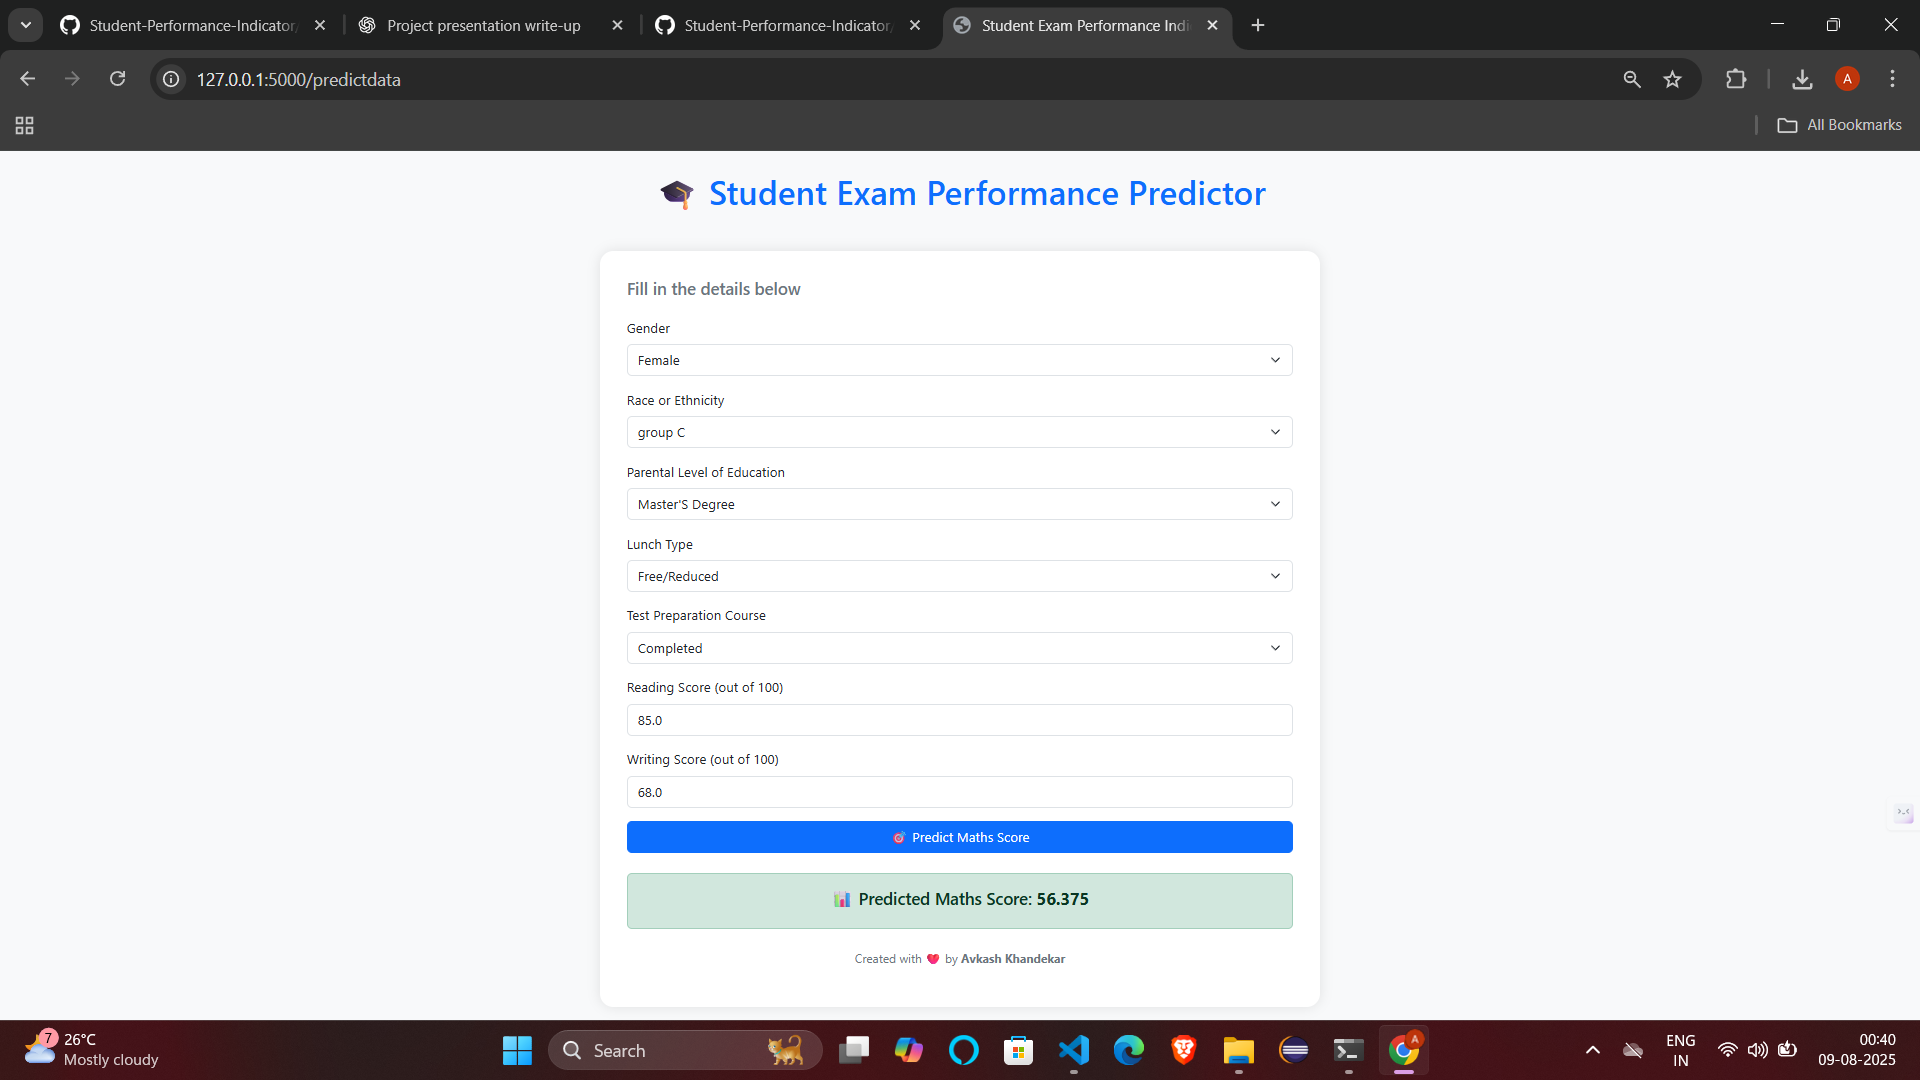 Student-Performance-Indicator/
Project presentation write-up
Student-Performance-Indicator/
Student Exam Performance Indi
127.0.0.1:5000/predictdata
A
All Bookmarks
Student Exam Performance Predictor
Fill in the details below
Gender
Female
Race or Ethnicity
group C
Parental Level of Education
Master'S Degree
Lunch Type
Free/Reduced
Test Preparation Course
Completed
Reading Score (out of 100)
85.0
Writing Score (out of 100)
68.0
Predict Maths Score
Predicted Maths Score: 56.375
Created with ❤ by Avkash Khandekar
7
26°C
Mostly cloudy
Search
A
ENG
IN
00:40
09-08-2025